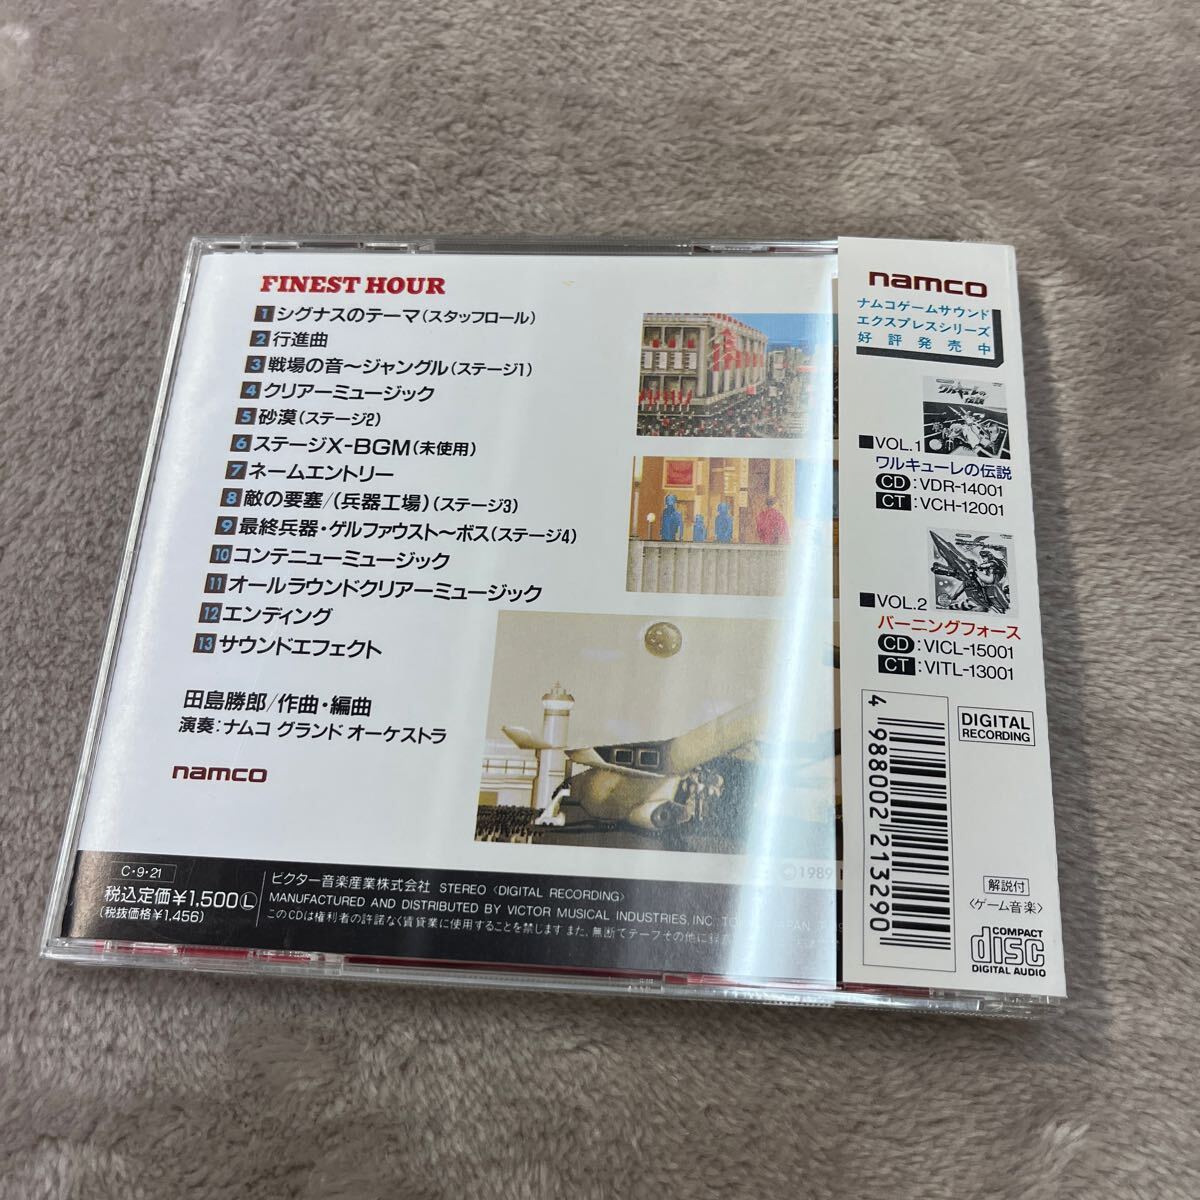 FINEST HOUR
1 シグナスのテーマ(スタッフロール)
2 行進曲
3 戦場の音～ジャングル(ステージ1)
4 クリアーミュージック
5 砂漠(ステージ2)
6 ステージX-BGM(未使用)
7 ネームエントリー
8 敵の要塞/(兵器工場)(ステージ3)
9 最終兵器・ゲルファウスト～ボス(ステージ4)
10 コンテニューミュージック
11 オールラウンドクリアーミュージック
12 エンディング
13 サウンドエフェクト
田島勝郎/作曲・編曲
演奏:ナムコ グランド オーケストラ
namco
C・9・21
税込定価¥1,500Ⓛ
(税抜価格¥1,456)
ⓒ1989
ビクター音楽産業株式会社 STEREO〈DIGITAL RECORDING〉
MANUFACTURED AND DISTRIBUTED BY VICTOR MUSICAL INDUSTRIES, INC. JAPAN
このCDは権利者の許諾なく賃貸業に使用することを禁じます また、無断でテープその他に録
namco
ナムコゲームサウンド
エクスプレスシリーズ
好評発売中
ワルキューレの
伝説
■VOL.1
ワルキューレの伝説
CD:VDR-14001
CT:VCH-12001
■VOL.2
バーニングフォース
CD:VICL-15001
CT:VITL-13001
4 988002 213290
DIGITAL
RECORDING
解説付
〈ゲーム音楽〉
COMPACT
disc
DIGITAL AUDIO